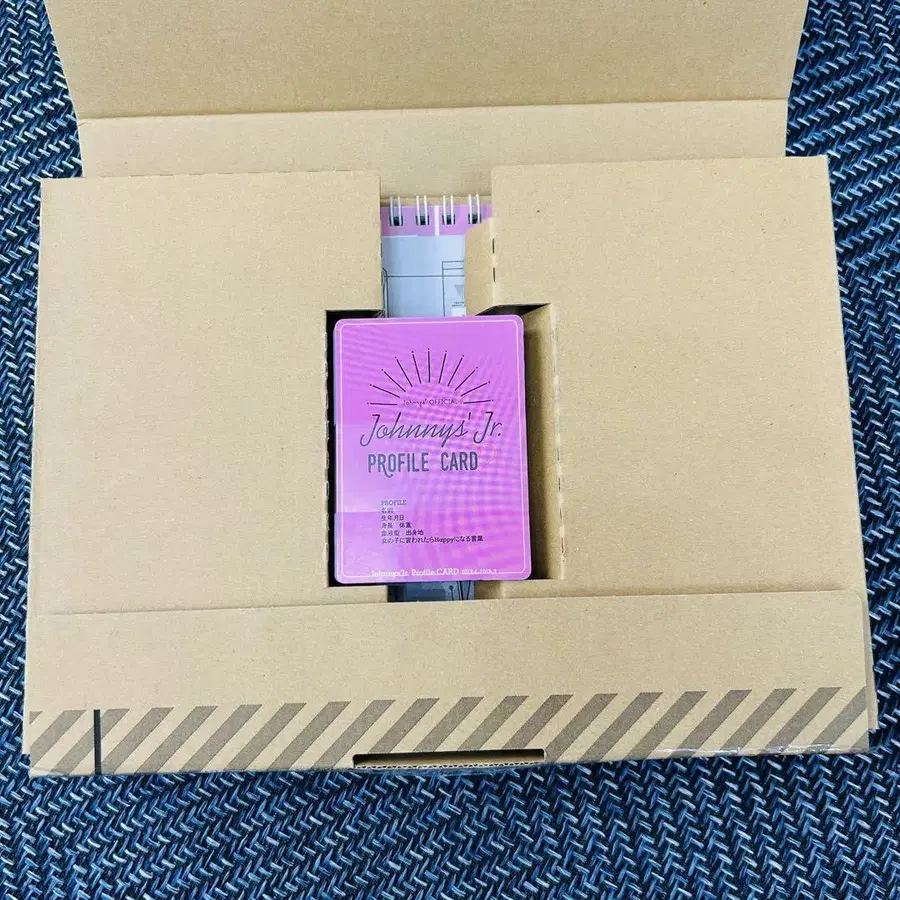 Johnnys' OFFICIAL
Johnnys' Jr.
PROFILE CARD
PROFILE
名前
生年月日
身長 体重
血液型 出身地
女の子に言われたらHappyになる言葉
Johnnys'Jr. Profile CARD